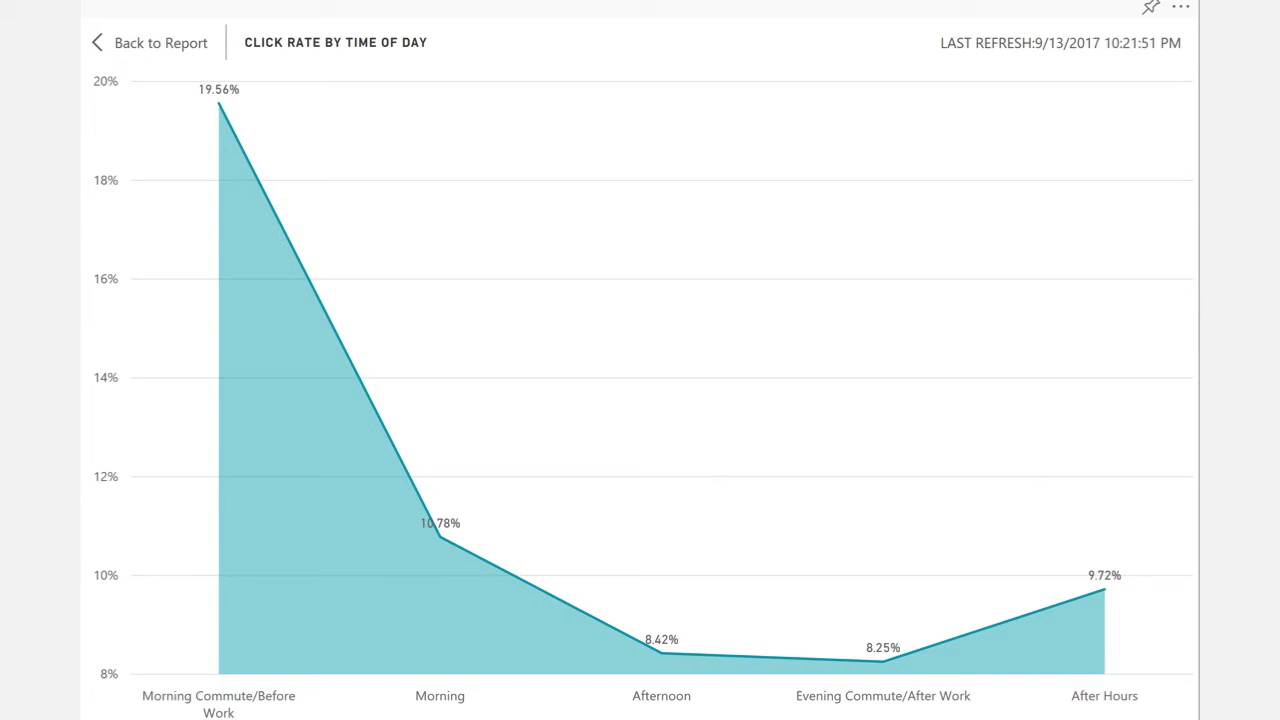 Back to Report
CLICK RATE BY TIME OF DAY
LAST REFRESH:9/13/2017 10:21:51 PM
20%
19.56%
18%
16%
14%
12%
10.78%
10%
9.72%
8.42%
8.25%
8%
Morning Commute/Before
Work
Morning
Afternoon
Evening Commute/After Work
After Hours